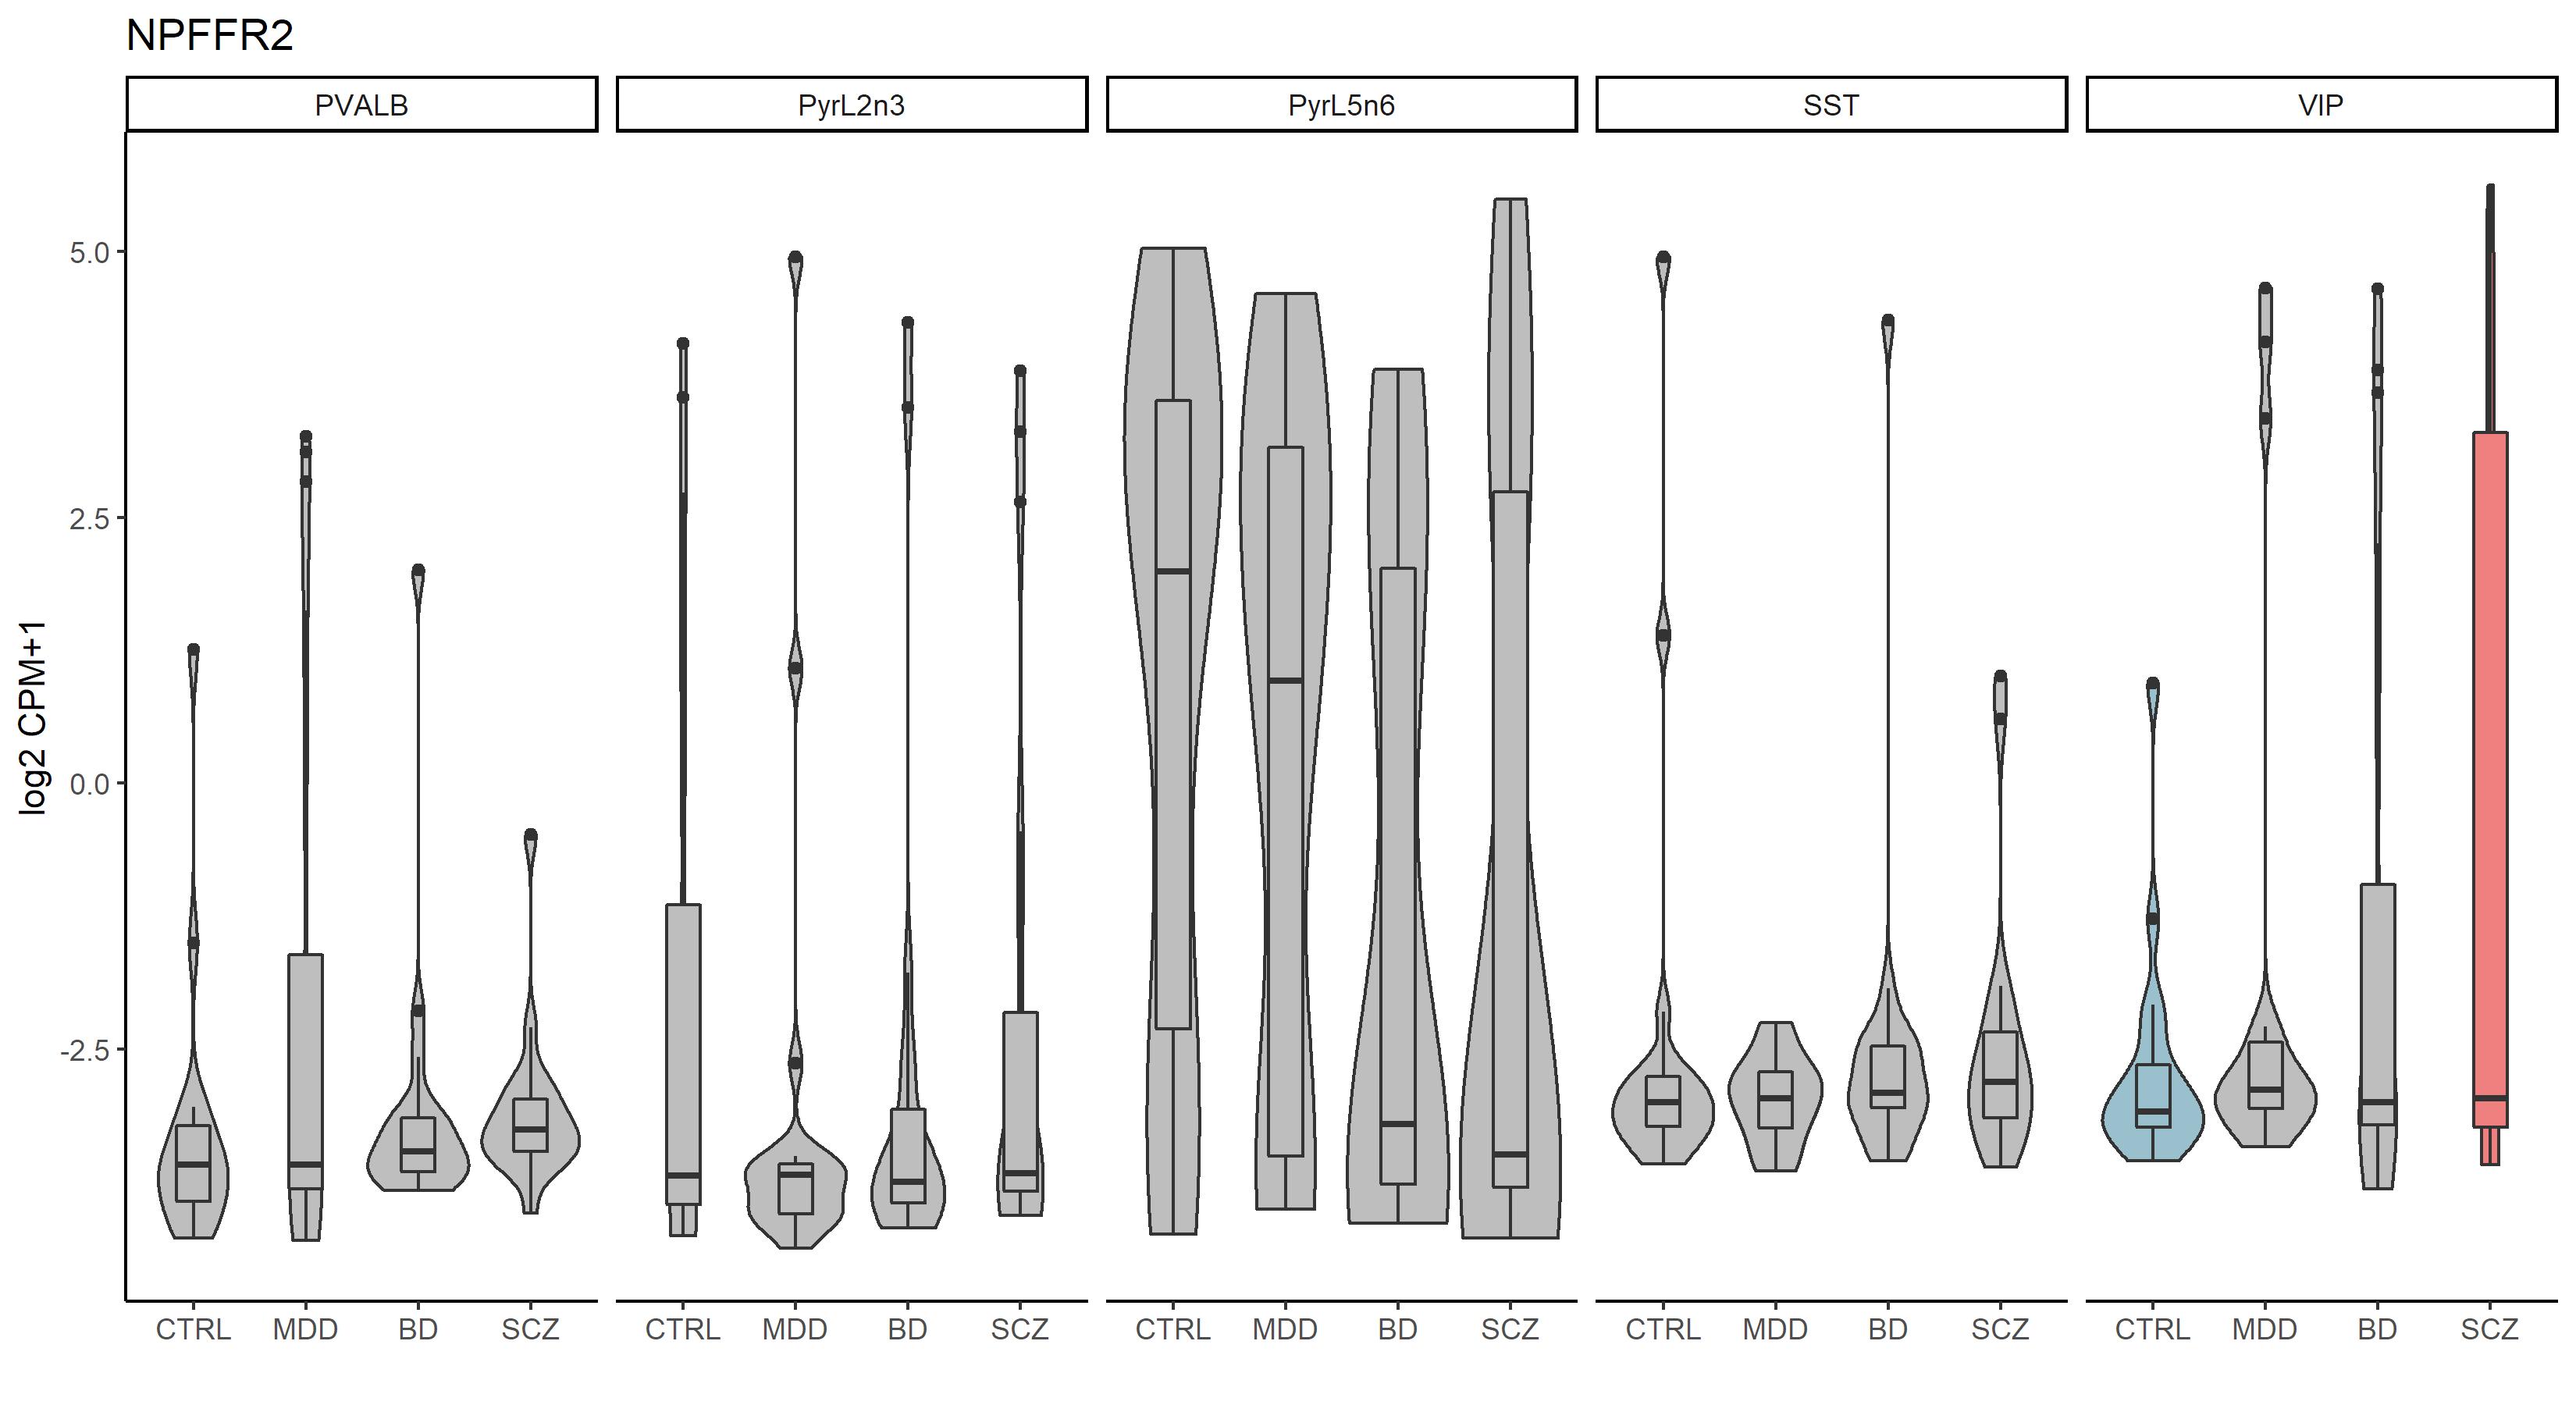 NPFFR2
PVALB PyrL2n3 PyrL5n6 SST VIP
5.0
2.5
0.0
-2.5
log2 CPM+1
CTRL MDD BD SCZ CTRL MDD BD SCZ CTRL MDD BD SCZ CTRL MDD BD SCZ CTRL MDD BD SCZ